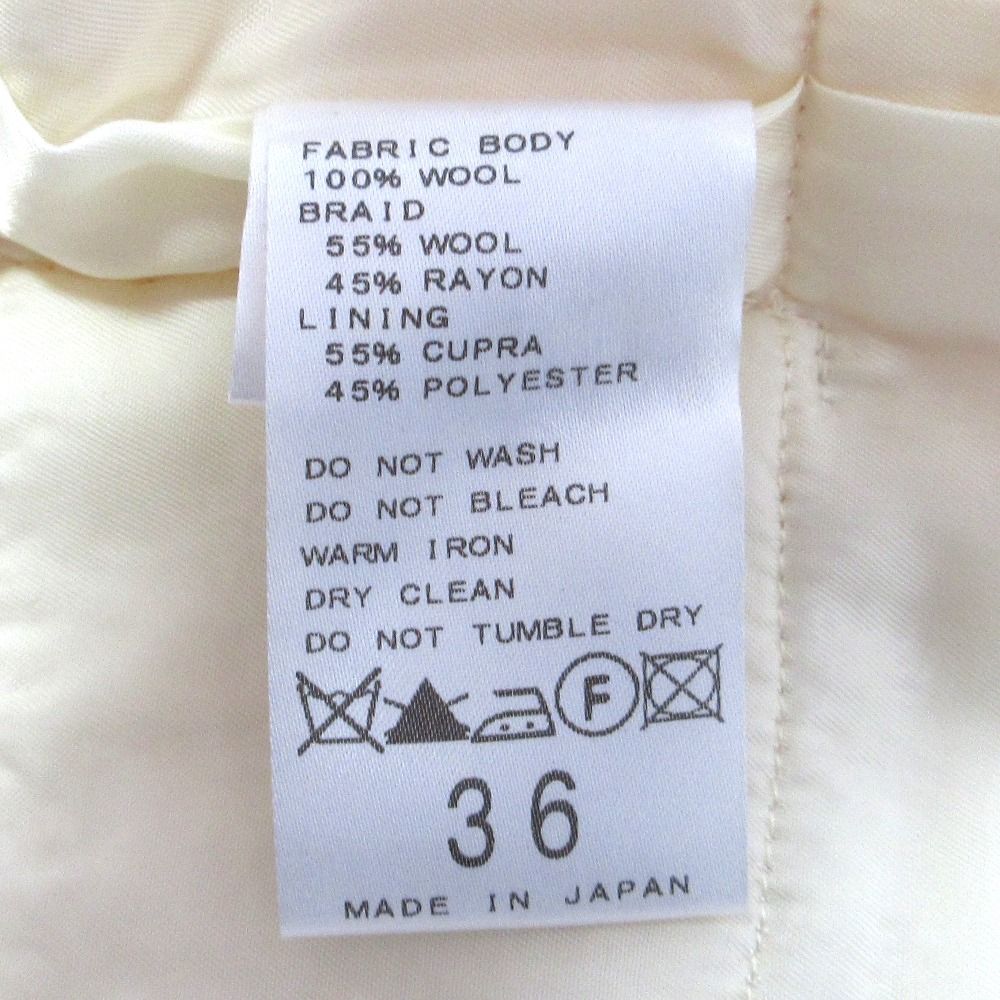 FABRIC BODY
100% WOOL
BRAID
55% WOOL
45% RAYON
LINING
55% CUPRA
45% POLYESTER
DO NOT WASH
DO NOT BLEACH
WARM IRON
DRY CLEAN
DO NOT TUMBLE DRY
F
36
MADE IN JAPAN